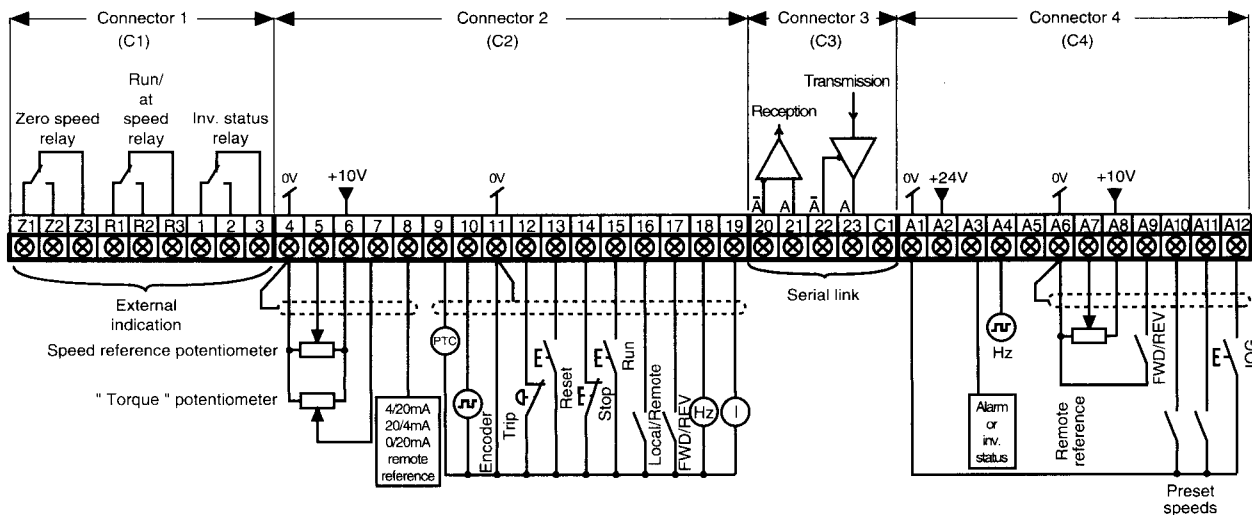 Connector 1
(C1)
Connector 2
(C2)
Connector 3
(C3)
Connector 4
(C4)
Zero speed
relay
Run/
at
speed
relay
Inv. status
relay
Reception
Transmission
0V
+10V
0V
0V
+24V
0V
+10V
Ā A Ā A
Z1 Z2 Z3 R1 R2 R3 1 2 3 4 5 6 7 8 9 10 11 12 13 14 15 16 17 18 19 20 21 22 23 C1 A1 A2 A3 A4 A5 A6 A7 A8 A9 A10 A11 A12
External
indication
Serial link
Speed reference potentiometer
" Torque " potentiometer
4/20mA
20/4mA
0/20mA
remote
reference
PTC
Encoder
Trip
Reset
Stop
Run
Local/Remote
FWD/REV
Hz
I
Alarm
or
inv.
status
Hz
Remote
reference
FWD/REV
JOG
Preset
speeds